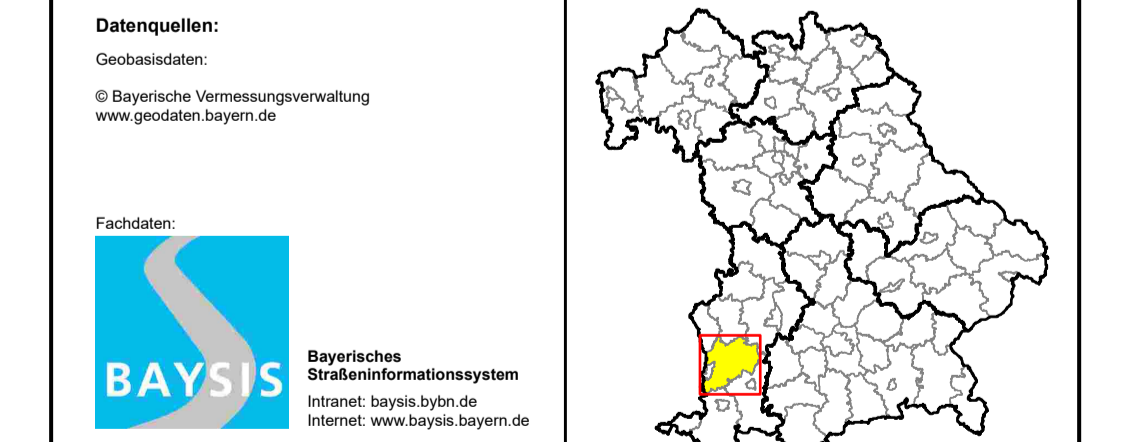 Datenquellen:
Geobasisdaten:
© Bayerische Vermessungsverwaltung
www.geodaten.bayern.de
Fachdaten:
BAYSIS
Bayerisches
Straßeninformationssystem
Intranet: baysis.bybn.de
Internet: www.baysis.bayern.de